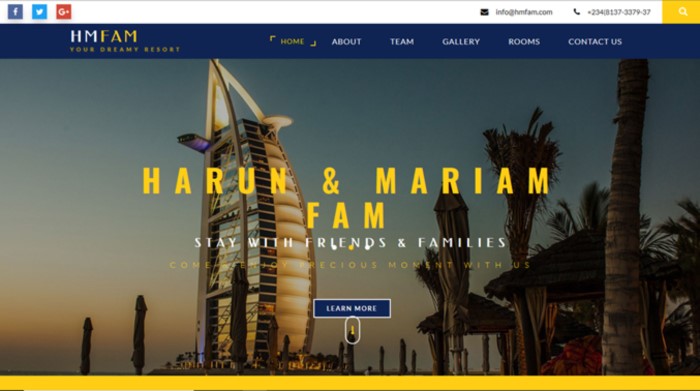 info@hmfam.com +234(8137-3379-37
HMFAM
YOUR DREAMY RESORT
HOME ABOUT TEAM GALLERY ROOMS CONTACT US
HARUN & MARIAM
FAM
STAY WITH FRIENDS & FAMILIES
COME ENJOY PRECIOUS MOMENT WITH US
LEARN MORE